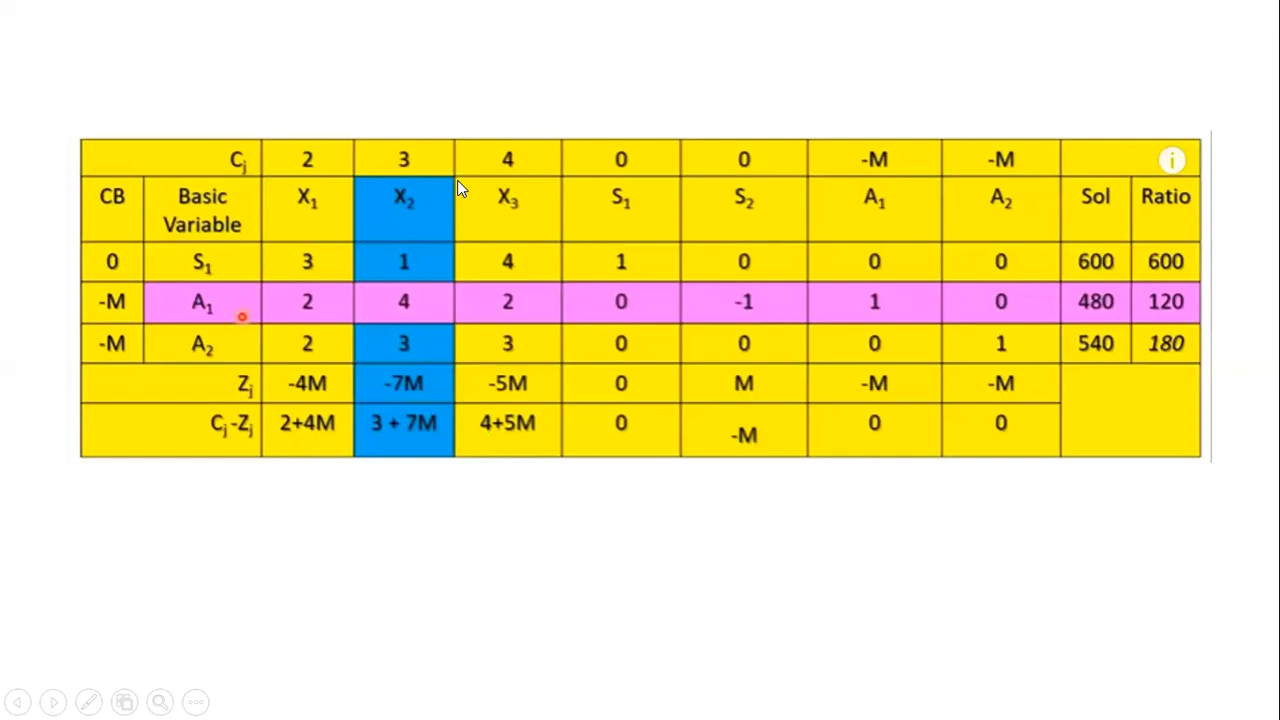 Cj 2 3 4 0 0 -M -M i
CB Basic Variable X1 X2 X3 S1 S2 A1 A2 Sol Ratio
0 S1 3 1 4 1 0 0 0 600 600
-M A1 2 4 2 0 -1 1 0 480 120
-M A2 2 3 3 0 0 0 1 540 180
Zj -4M -7M -5M 0 M -M -M
Cj -Zj 2+4M 3 + 7M 4+5M 0 -M 0 0